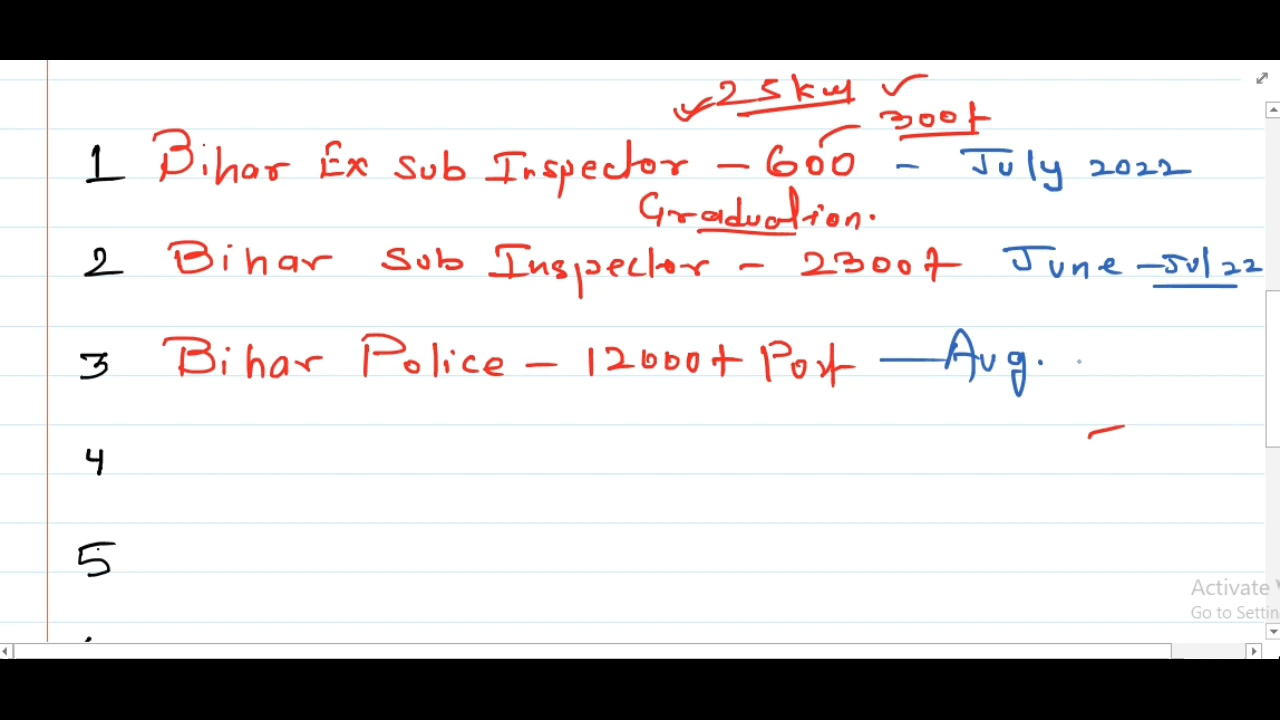 25km
300+
1 Bihar Ex Sub Inspector - 600 - July 2022
Graduation.
2 Bihar Sub Inspector - 2300+ June - Jul 22
3 Bihar Police - 12000+ Post - Aug.
4
5
Activate
Go to Settin